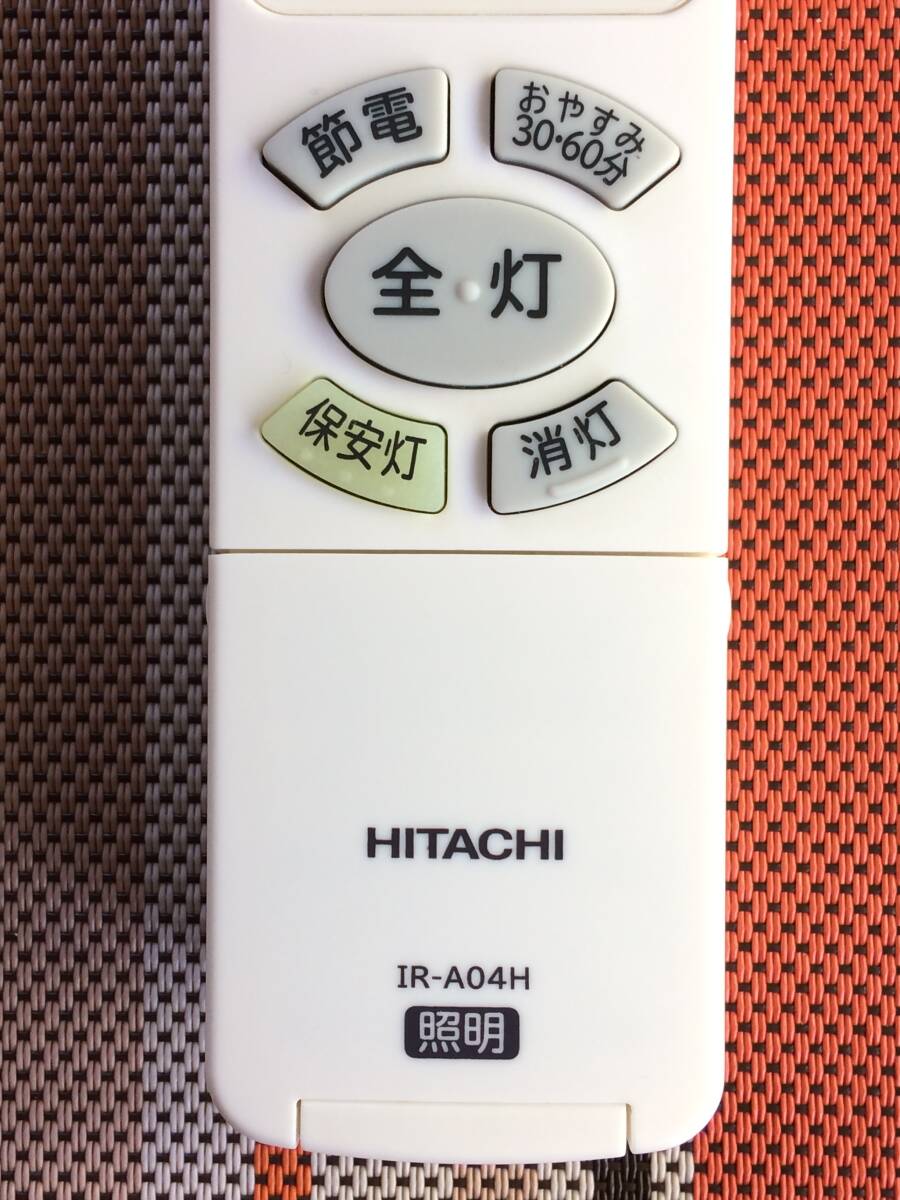 節電
おやすみ
30・60分
全灯
保安灯
消灯
HITACHI
IR-A04H
照明